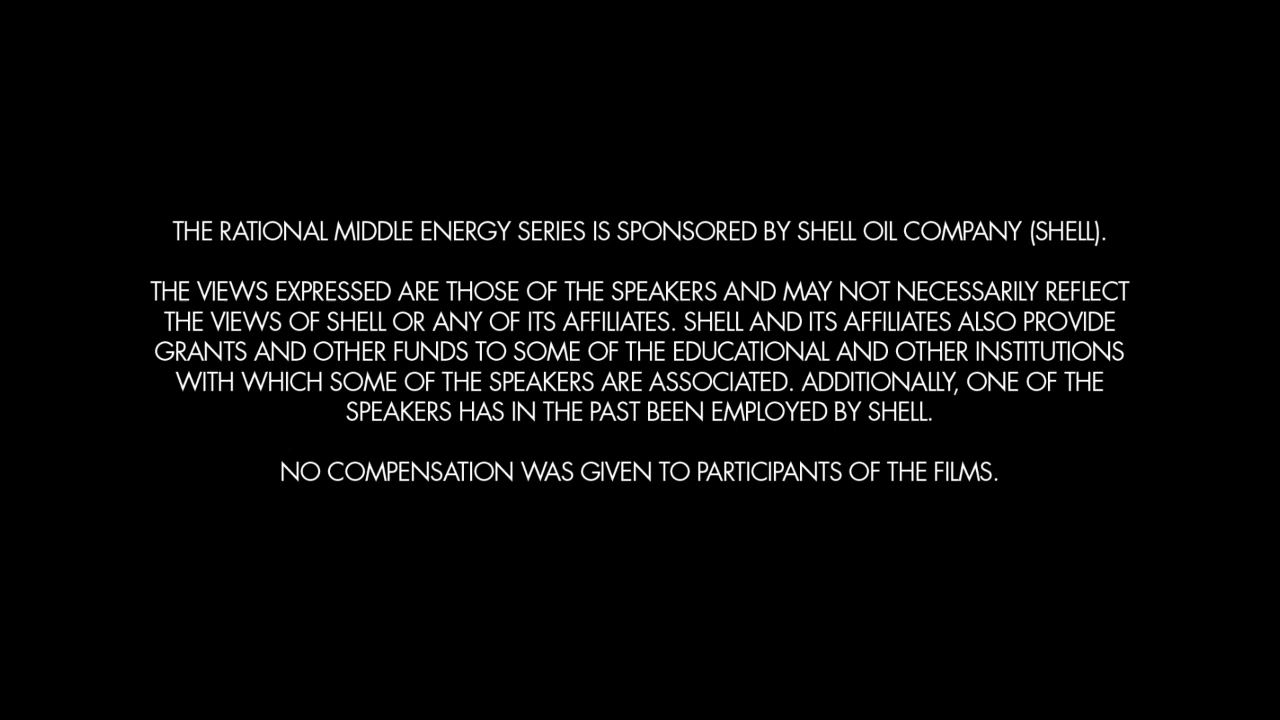 THE RATIONAL MIDDLE ENERGY SERIES IS SPONSORED BY SHELL OIL COMPANY (SHELL).
THE VIEWS EXPRESSED ARE THOSE OF THE SPEAKERS AND MAY NOT NECESSARILY REFLECT
THE VIEWS OF SHELL OR ANY OF ITS AFFILIATES. SHELL AND ITS AFFILIATES ALSO PROVIDE
GRANTS AND OTHER FUNDS TO SOME OF THE EDUCATIONAL AND OTHER INSTITUTIONS
WITH WHICH SOME OF THE SPEAKERS ARE ASSOCIATED. ADDITIONALLY, ONE OF THE
SPEAKERS HAS IN THE PAST BEEN EMPLOYED BY SHELL.
NO COMPENSATION WAS GIVEN TO PARTICIPANTS OF THE FILMS.